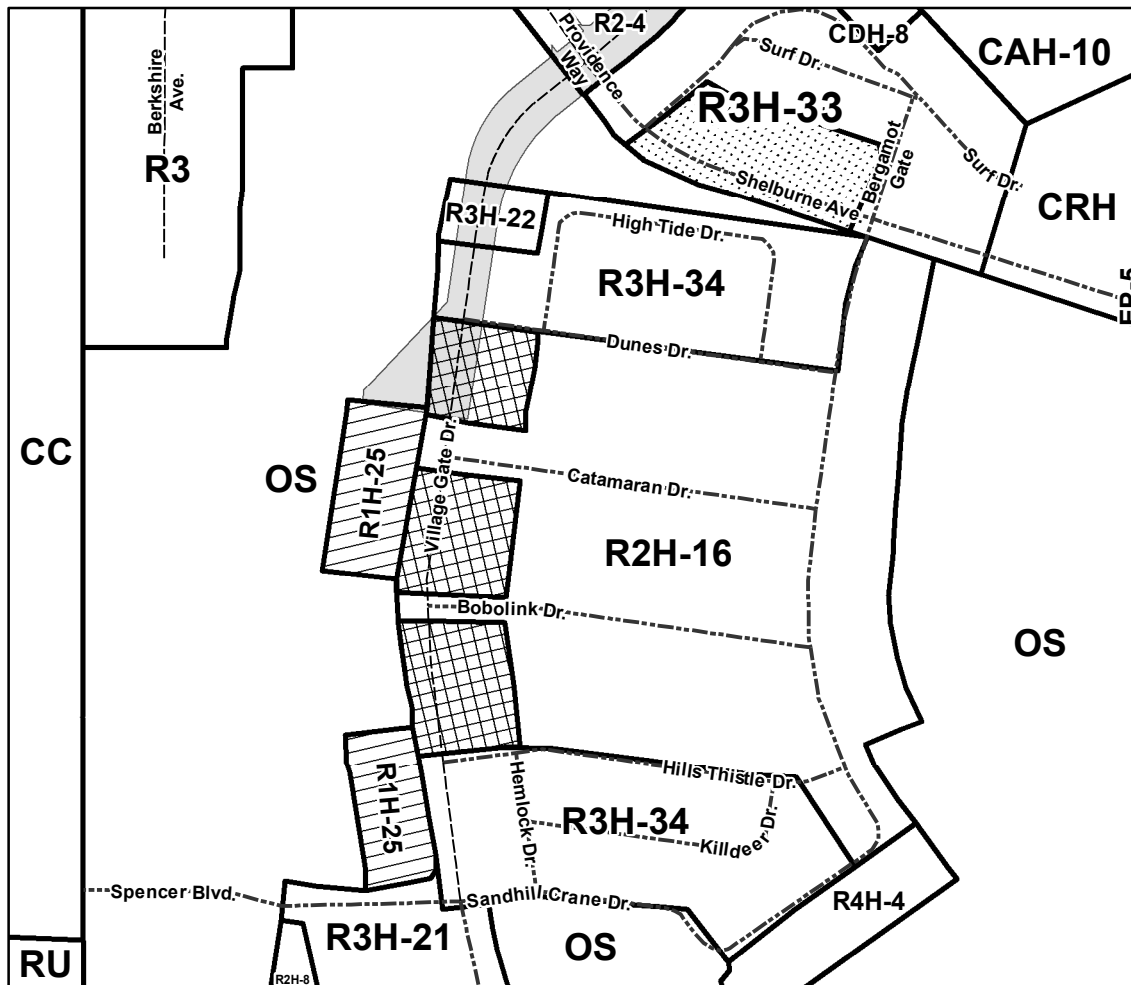 R2-4
Providence
Way
CDH-8
CAH-10
Surf Dr.
Berkshire
Ave.
R3H-33
R3
Bergamot
Gate
Surf Dr.
Shelburne Ave.
CRH
R3H-22
High Tide Dr.
R3H-34
Dunes Dr.
CC
OS
R1H-25
Village Gate Dr.
Catamaran Dr.
R2H-16
Bobolink Dr.
OS
R1H-25
Hemlock Dr.
Hills Thistle Dr.
R3H-34
Killdeer Dr.
Spencer Blvd.
Sandhill Crane Dr.
R4H-4
R3H-21
OS
RU
R2H-8